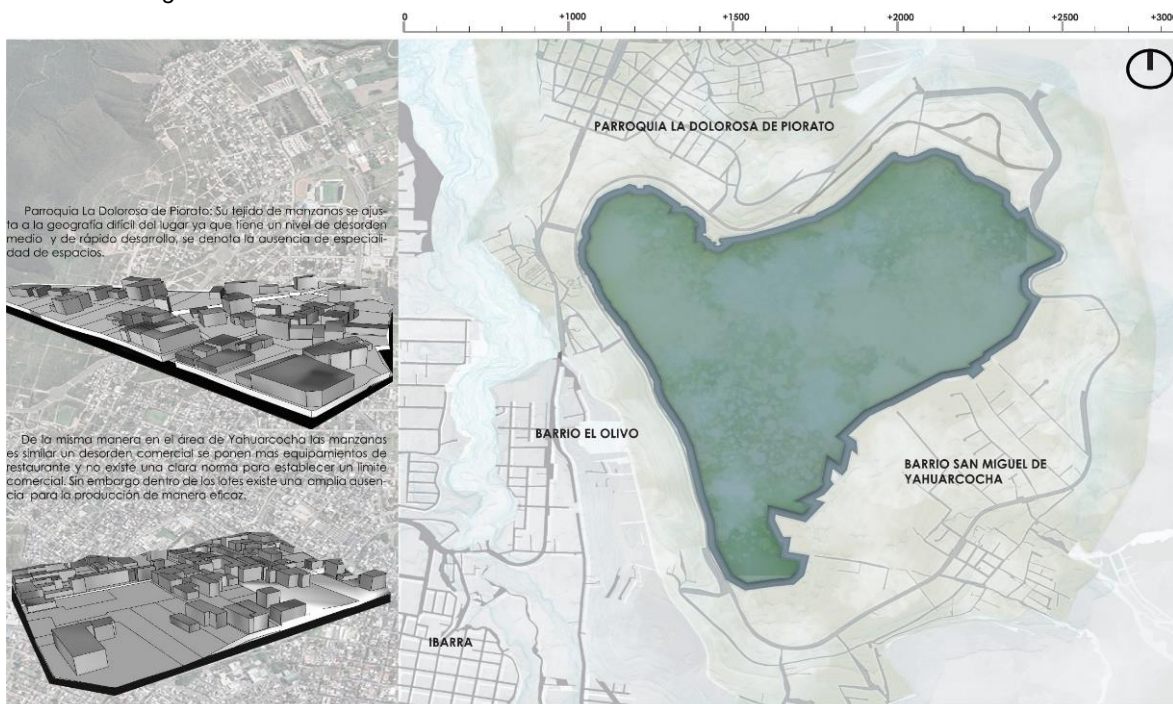 0
+1000
+1500
+2000
+2500
+300
Parroquia La Dolorosa de Piorato: Su tejido de manzanas se ajus-
ta a la geografía difícil del lugar ya que tiene un nivel de desorden
medio y de rápido desarrollo, se denota la ausencia de especiali-
dad de espacios.
De la misma manera en el área de Yahuarcocha las manzanas
es similar un desorden comercial se ponen mas equipamientos de
restaurante y no existe una clara norma para establecer un limite
comercial. Sin embargo dentro de los lotes existe una amplia ausen-
cia para la producción de manera eficaz.
PARROQUIA LA DOLOROSA DE PIORATO
BARRIO EL OLIVO
BARRIO SAN MIGUEL DE
YAHUARCOCHA
IBARRA